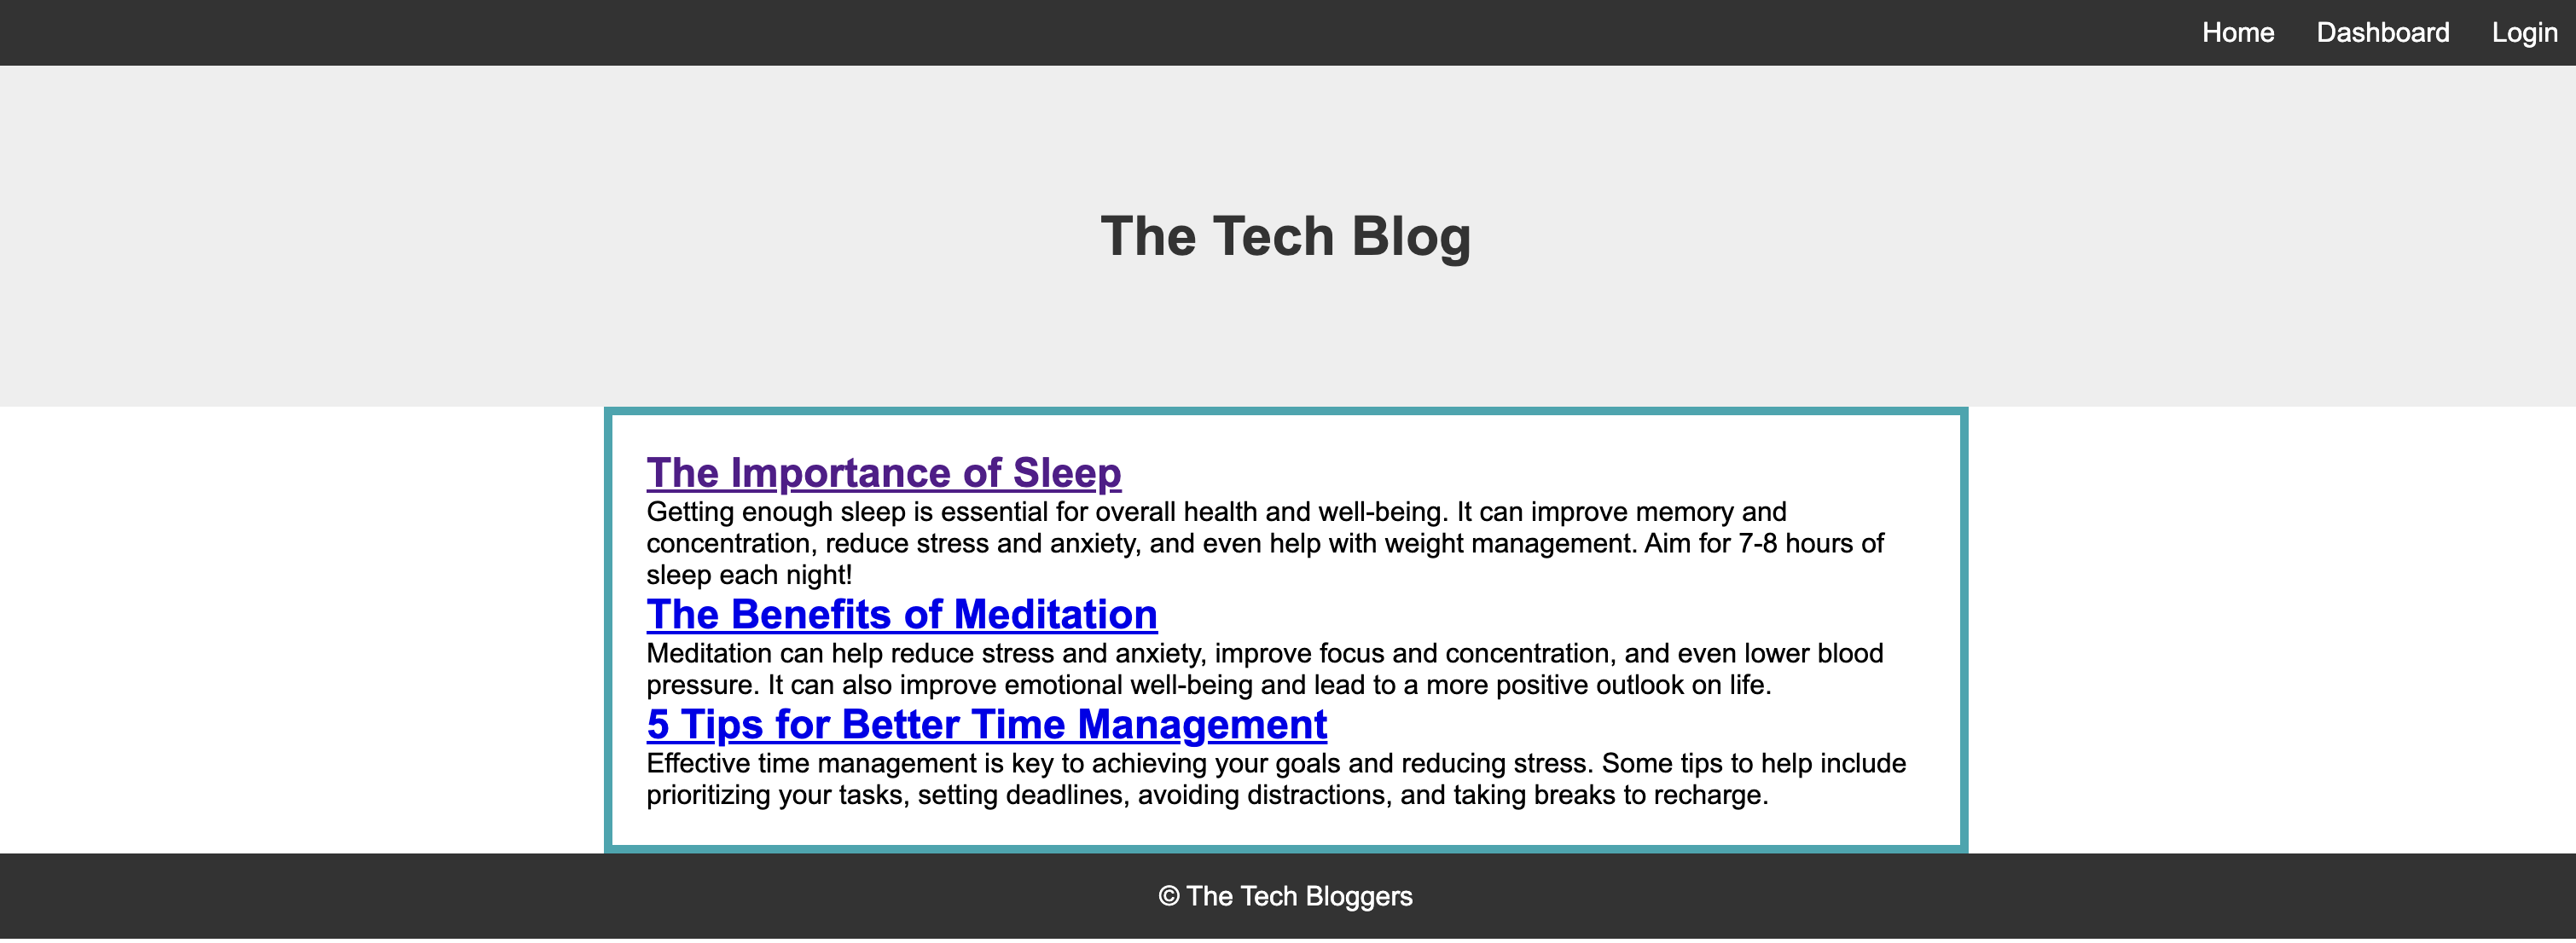 Home Dashboard Login
The Tech Blog
The Importance of Sleep
Getting enough sleep is essential for overall health and well-being. It can improve memory and
concentration, reduce stress and anxiety, and even help with weight management. Aim for 7-8 hours of
sleep each night!
The Benefits of Meditation
Meditation can help reduce stress and anxiety, improve focus and concentration, and even lower blood
pressure. It can also improve emotional well-being and lead to a more positive outlook on life.
5 Tips for Better Time Management
Effective time management is key to achieving your goals and reducing stress. Some tips to help include
prioritizing your tasks, setting deadlines, avoiding distractions, and taking breaks to recharge.
© The Tech Bloggers